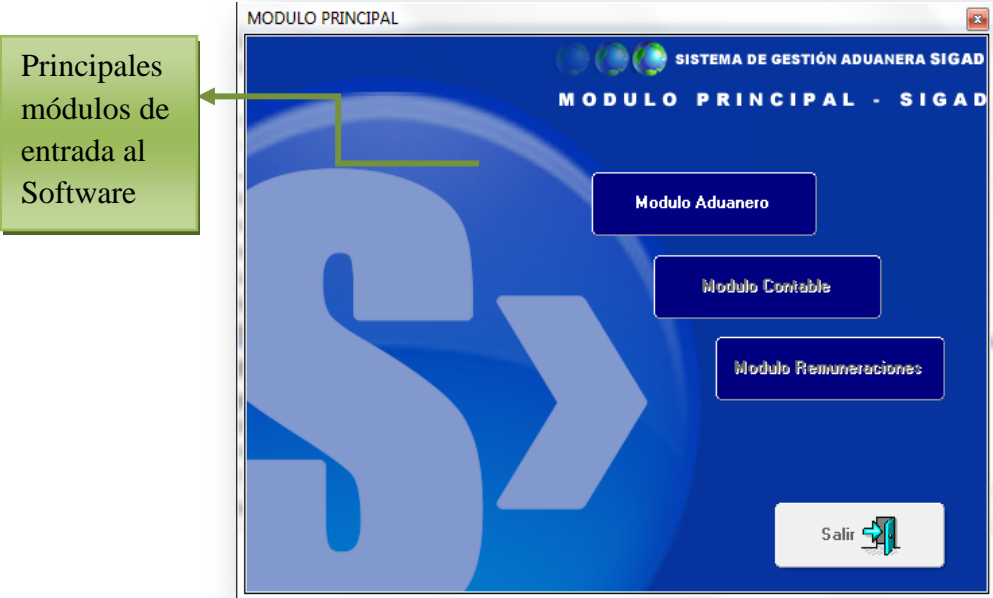 MODULO PRINCIPAL
Principales
módulos de
entrada al
Software
SISTEMA DE GESTIÓN ADUANERA SIGAD
MODULO PRINCIPAL - SIGAD
Modulo Aduanero
Modulo Contable
Modulo Remuneraciones
Salir
S